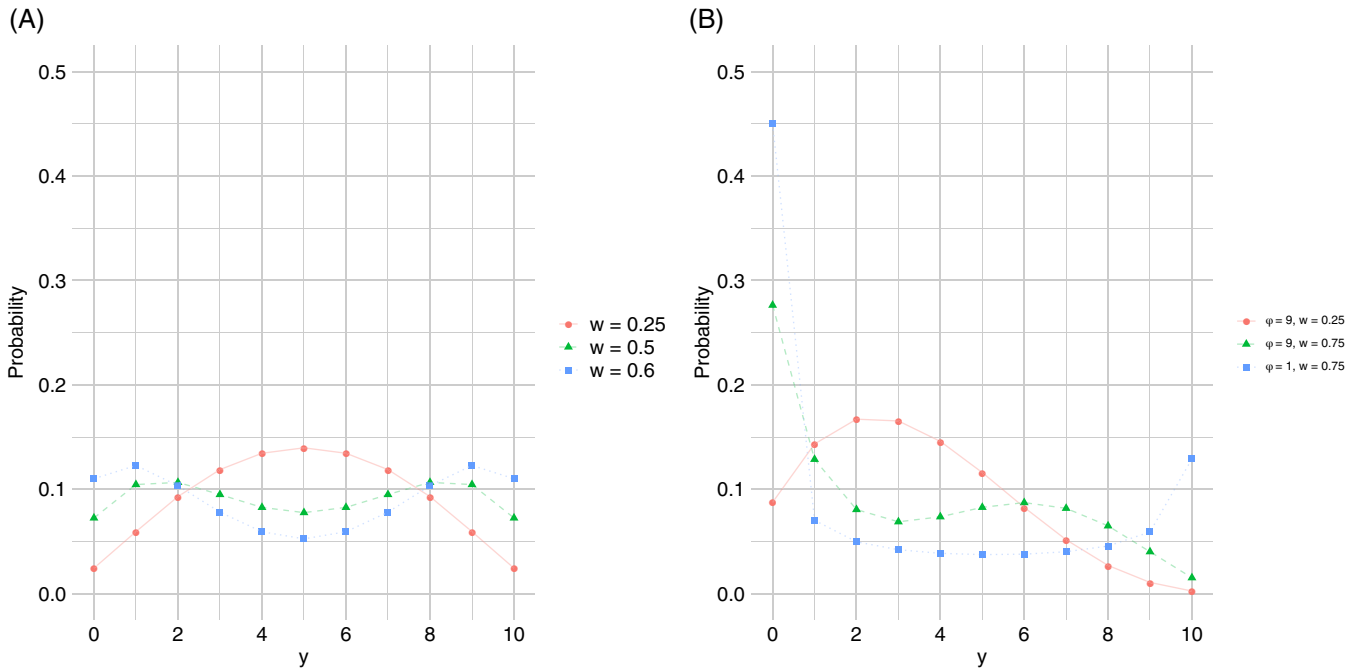 (A)
0.5
0.4
0.3
0.2
0.1
0.0
Probability
0 2 4 6 8 10
y
w = 0.25
w = 0.5
w = 0.6
(B)
0.5
0.4
0.3
0.2
0.1
0.0
Probability
0 2 4 6 8 10
y
φ = 9, w = 0.25
φ = 9, w = 0.75
φ = 1, w = 0.75